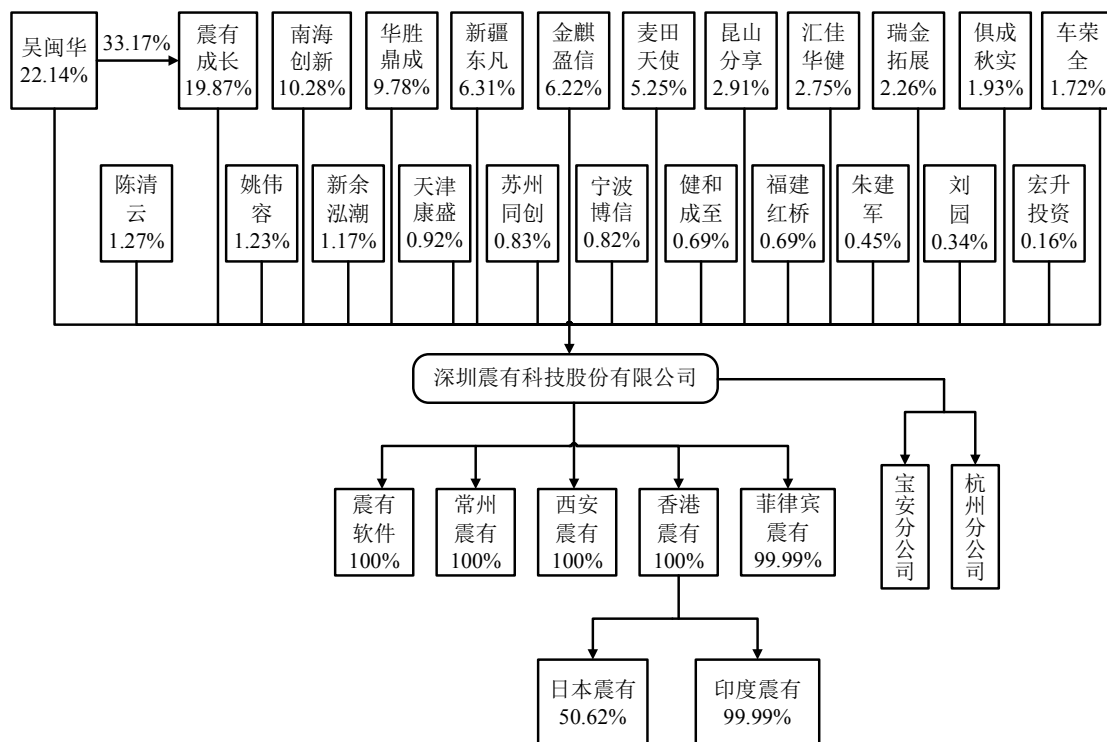 吴闽华
22.14%
33.17%
震有
成长
19.87%
南海
创新
10.28%
华胜
鼎成
9.78%
新疆
东凡
6.31%
金麒
盈信
6.22%
麦田
天使
5.25%
昆山
分享
2.91%
汇佳
华健
2.75%
瑞金
拓展
2.26%
俱成
秋实
1.93%
车荣
全
1.72%
陈清
云
1.27%
姚伟
容
1.23%
新余
泓潮
1.17%
天津
康盛
0.92%
苏州
同创
0.83%
宁波
博信
0.82%
健和
成至
0.69%
福建
红桥
0.69%
朱建
军
0.45%
刘
园
0.34%
宏升
投资
0.16%
深圳震有科技股份有限公司
震有
软件
100%
常州
震有
100%
西安
震有
100%
香港
震有
100%
菲律宾
震有
99.99%
宝安分公司
杭州分公司
日本震有
50.62%
印度震有
99.99%